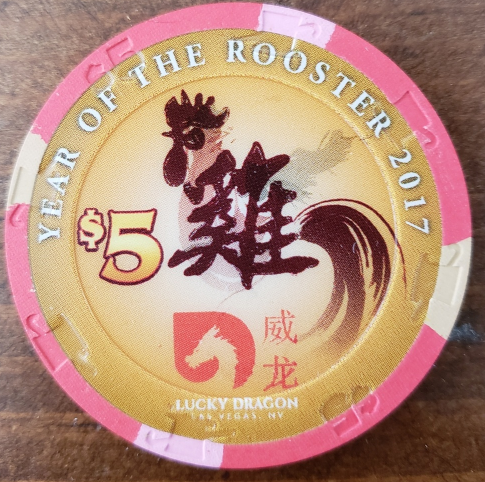 YEAR OF THE ROOSTER 2017
$5
雞
威
龙
LUCKY DRAGON
LAS VEGAS, NV